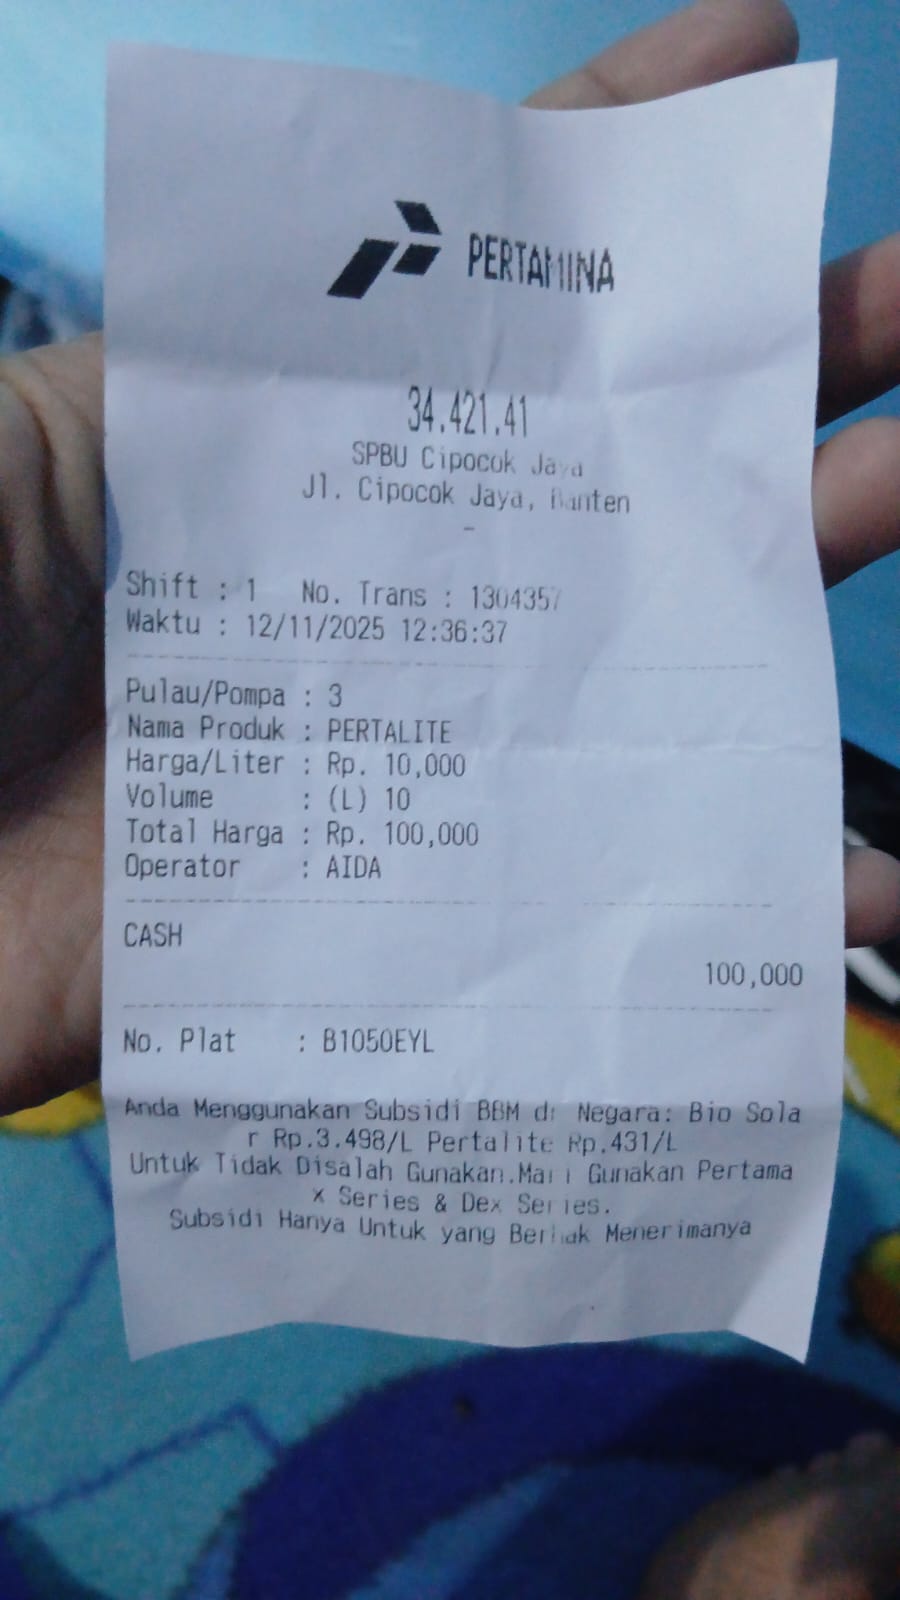 PERTAMINA
34.421.41
SPBU Cipocok Jaya
Jl. Cipocok Jaya, Banten
-
Shift : 1 No. Trans : 1304357
Waktu : 12/11/2025 12:36:37
Pulau/Pompa : 3
Nama Produk : PERTALITE
Harga/Liter : Rp. 10,000
Volume : (L) 10
Total Harga : Rp. 100,000
Operator : AIDA
CASH
100,000
No. Plat : B1050EYL
Anda Menggunakan Subsidi BBM di Negara: Bio Sola
r Rp.3.498/L Pertalite Rp.431/L
Untuk Tidak Disalah Gunakan.Mari Gunakan Pertama
x Series & Dex Series.
Subsidi Hanya Untuk yang Berhak Menerimanya